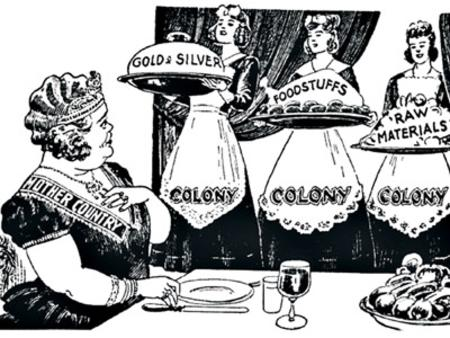 GOLD & SILVER
FOODSTUFFS
RAW
MATERIALS
MOTHER COUNTRY
COLONY
COLONY
COLONY